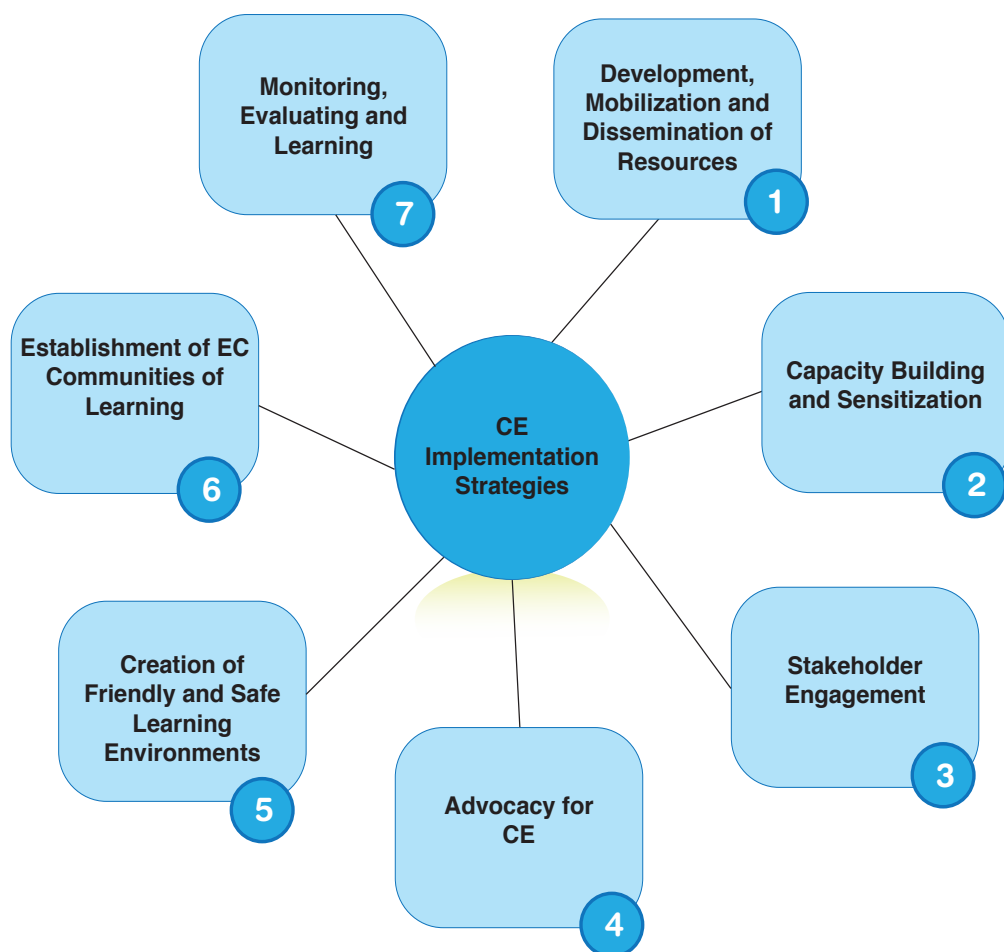 CE
Implementation
Strategies
Development,
Mobilization and
Dissemination of
Resources
1
Capacity Building
and Sensitization
2
Stakeholder
Engagement
3
Advocacy for
CE
4
Creation of
Friendly and Safe
Learning
Environments
5
Establishment of EC
Communities of
Learning
6
Monitoring,
Evaluating and
Learning
7